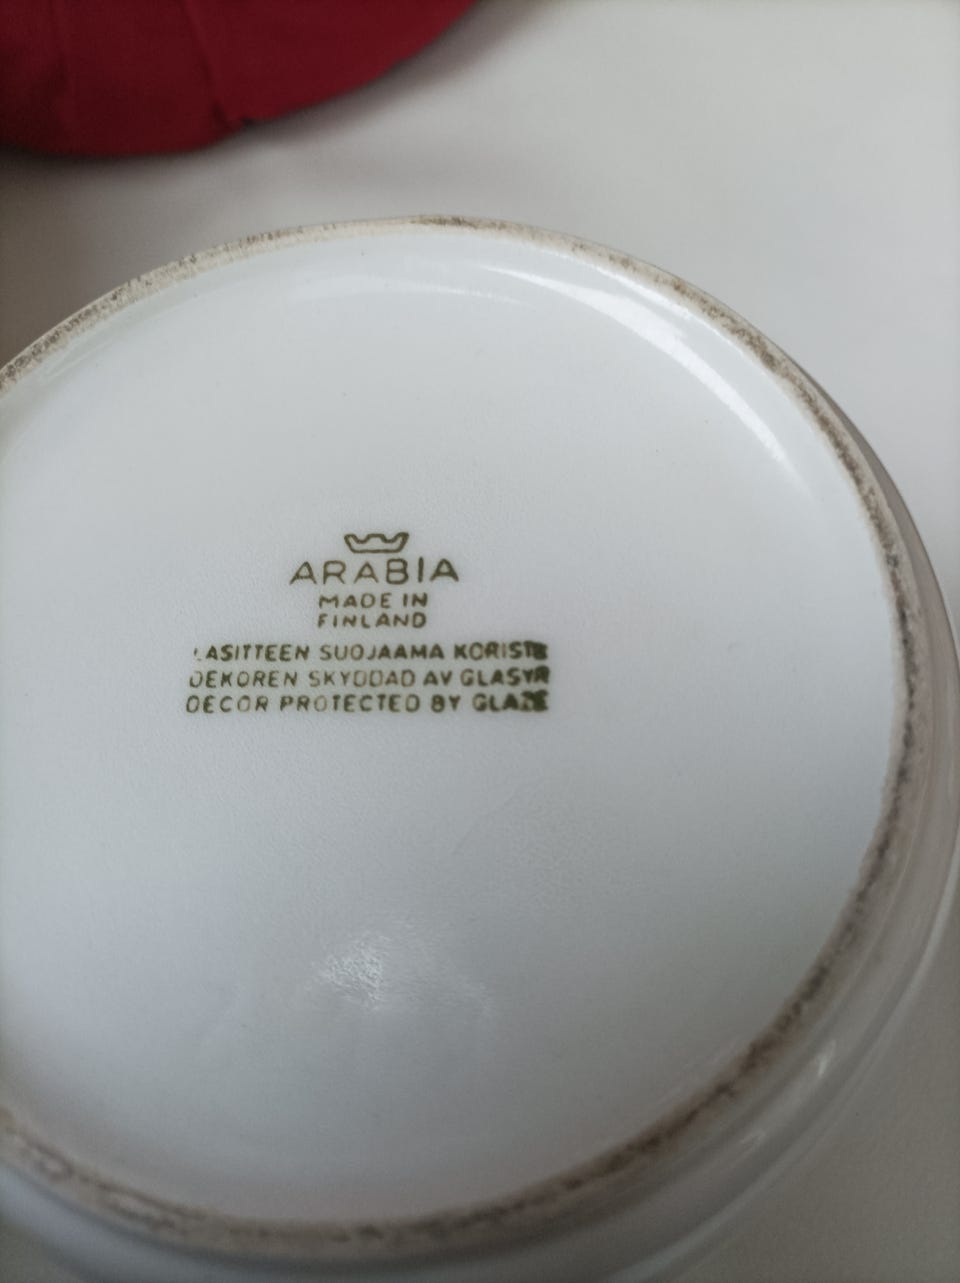 ARABIA
MADE IN
FINLAND
LASITTEEN SUOJAAMA KORISTE
DEKOREN SKYDDAD AV GLASYR
DECOR PROTECTED BY GLAZE